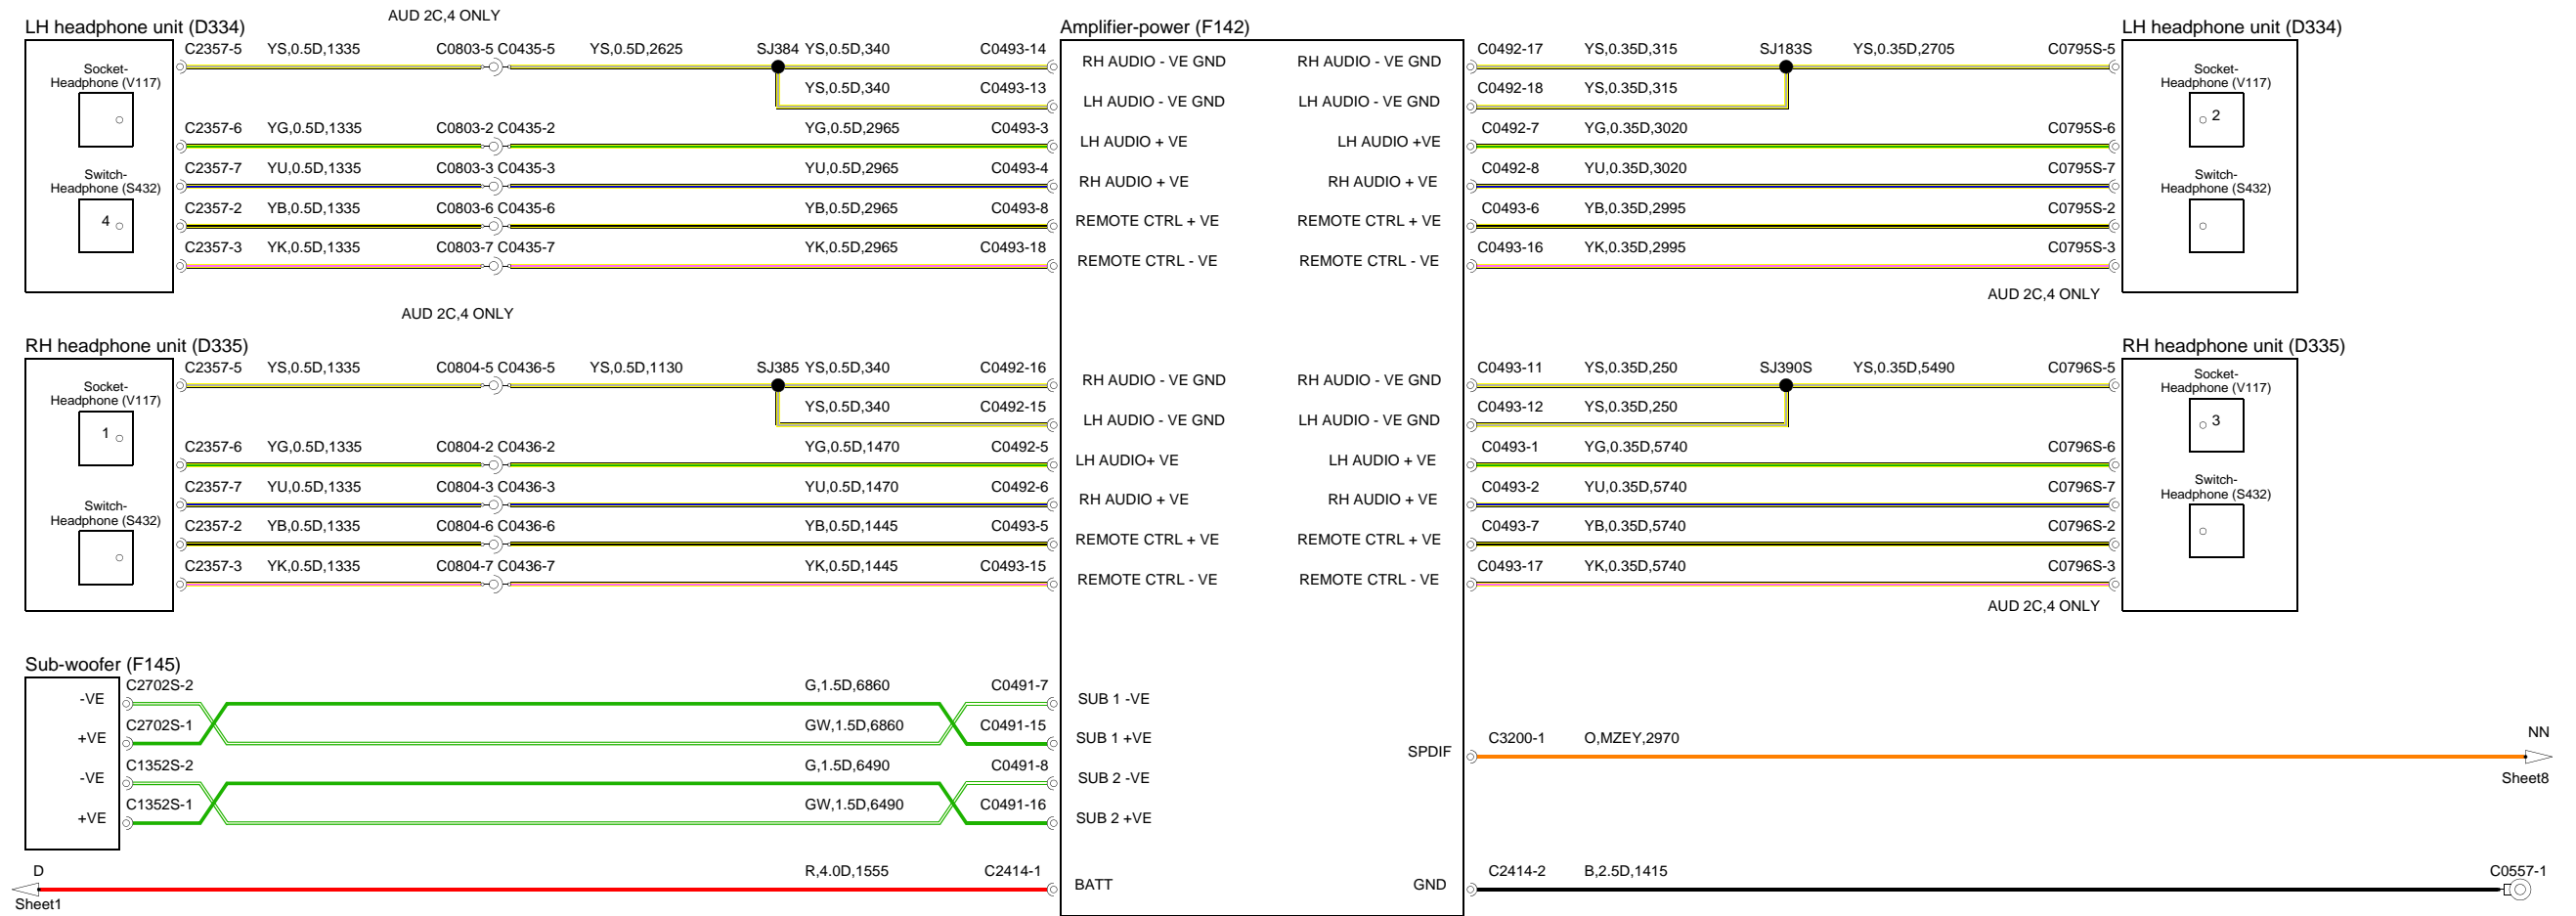 AUD 2C,4 ONLY
LH headphone unit (D334)
Amplifier-power (F142)
LH headphone unit (D334)
C2357-5 YS,0.5D,1335 C0803-5 C0435-5 YS,0.5D,2625 SJ384 YS,0.5D,340 C0493-14
RH AUDIO - VE GND RH AUDIO - VE GND
C0492-17 YS,0.35D,315 SJ183S YS,0.35D,2705 C0795S-5
Socket-
Headphone (V117)
YS,0.5D,340 C0493-13
LH AUDIO - VE GND LH AUDIO - VE GND
C0492-18 YS,0.35D,315
Socket-
Headphone (V117)
2
C2357-6 YG,0.5D,1335 C0803-2 C0435-2 YG,0.5D,2965 C0493-3
LH AUDIO + VE LH AUDIO +VE
C0492-7 YG,0.35D,3020 C0795S-6
C2357-7 YU,0.5D,1335 C0803-3 C0435-3 YU,0.5D,2965 C0493-4
RH AUDIO + VE RH AUDIO + VE
C0492-8 YU,0.35D,3020 C0795S-7
Switch-
Headphone (S432)
4
Switch-
Headphone (S432)
C2357-2 YB,0.5D,1335 C0803-6 C0435-6 YB,0.5D,2965 C0493-8
REMOTE CTRL + VE REMOTE CTRL + VE
C0493-6 YB,0.35D,2995 C0795S-2
C2357-3 YK,0.5D,1335 C0803-7 C0435-7 YK,0.5D,2965 C0493-18
REMOTE CTRL - VE REMOTE CTRL - VE
C0493-16 YK,0.35D,2995 C0795S-3
AUD 2C,4 ONLY
AUD 2C,4 ONLY
RH headphone unit (D335)
RH headphone unit (D335)
C2357-5 YS,0.5D,1335 C0804-5 C0436-5 YS,0.5D,1130 SJ385 YS,0.5D,340 C0492-16
RH AUDIO - VE GND RH AUDIO - VE GND
C0493-11 YS,0.35D,250 SJ390S YS,0.35D,5490 C0796S-5
Socket-
Headphone (V117)
1
YS,0.5D,340 C0492-15
LH AUDIO - VE GND LH AUDIO - VE GND
C0493-12 YS,0.35D,250
Socket-
Headphone (V117)
3
C2357-6 YG,0.5D,1335 C0804-2 C0436-2 YG,0.5D,1470 C0492-5
LH AUDIO+ VE LH AUDIO + VE
C0493-1 YG,0.35D,5740 C0796S-6
C2357-7 YU,0.5D,1335 C0804-3 C0436-3 YU,0.5D,1470 C0492-6
RH AUDIO + VE RH AUDIO + VE
C0493-2 YU,0.35D,5740 C0796S-7
Switch-
Headphone (S432)
Switch-
Headphone (S432)
C2357-2 YB,0.5D,1335 C0804-6 C0436-6 YB,0.5D,1445 C0493-5
REMOTE CTRL + VE REMOTE CTRL + VE
C0493-7 YB,0.35D,5740 C0796S-2
C2357-3 YK,0.5D,1335 C0804-7 C0436-7 YK,0.5D,1445 C0493-15
REMOTE CTRL - VE REMOTE CTRL - VE
C0493-17 YK,0.35D,5740 C0796S-3
AUD 2C,4 ONLY
Sub-woofer (F145)
-VE C2702S-2 G,1.5D,6860 C0491-7 SUB 1 -VE
+VE C2702S-1 GW,1.5D,6860 C0491-15 SUB 1 +VE
SPDIF C3200-1 O,MZEY,2970 NN
Sheet8
-VE C1352S-2 G,1.5D,6490 C0491-8 SUB 2 -VE
+VE C1352S-1 GW,1.5D,6490 C0491-16 SUB 2 +VE
D R,4.0D,1555 C2414-1 BATT
GND C2414-2 B,2.5D,1415 C0557-1
Sheet1